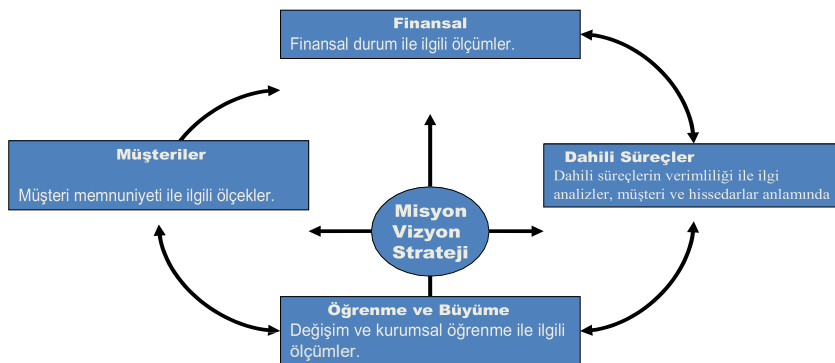 Finansal
Finansal durum ile ilgili ölçümler.
Müşteriler
Müşteri memnuniyeti ile ilgili ölçekler.
Dahili Süreçler
Dahili süreçlerin verimliliği ile ilgi
analizler, müşteri ve hissedarlar anlamında
Misyon
Vizyon
Strateji
Öğrenme ve Büyüme
Değişim ve kurumsal öğrenme ile ilgili
ölçümler.